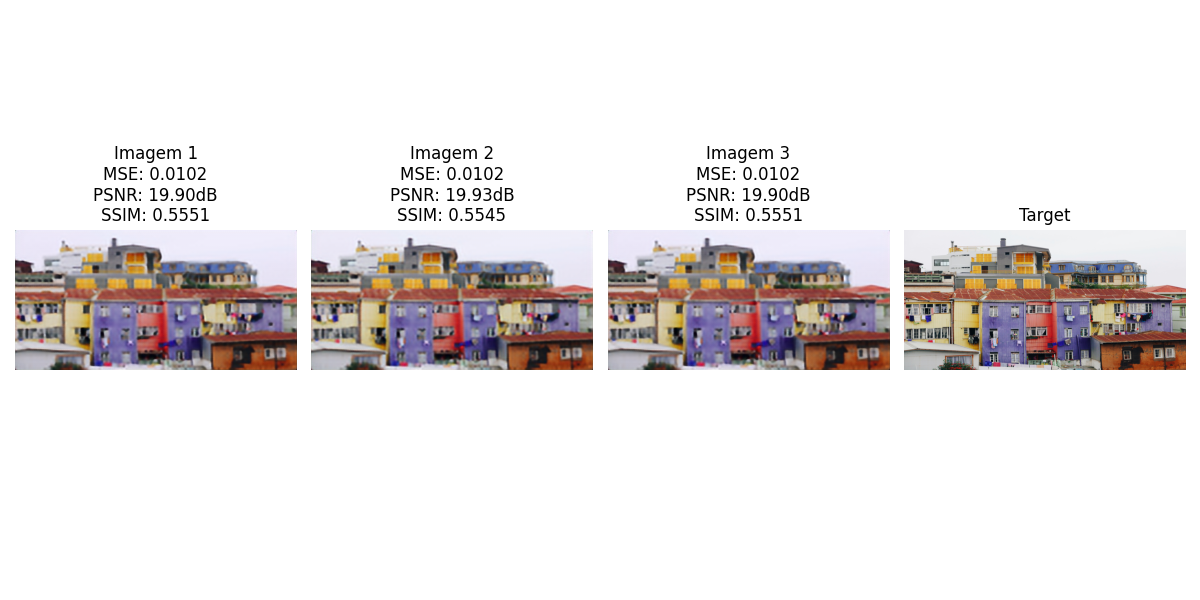 Imagem 1
MSE: 0.0102
PSNR: 19.90dB
SSIM: 0.5551
Imagem 2
MSE: 0.0102
PSNR: 19.93dB
SSIM: 0.5545
Imagem 3
MSE: 0.0102
PSNR: 19.90dB
SSIM: 0.5551
Target